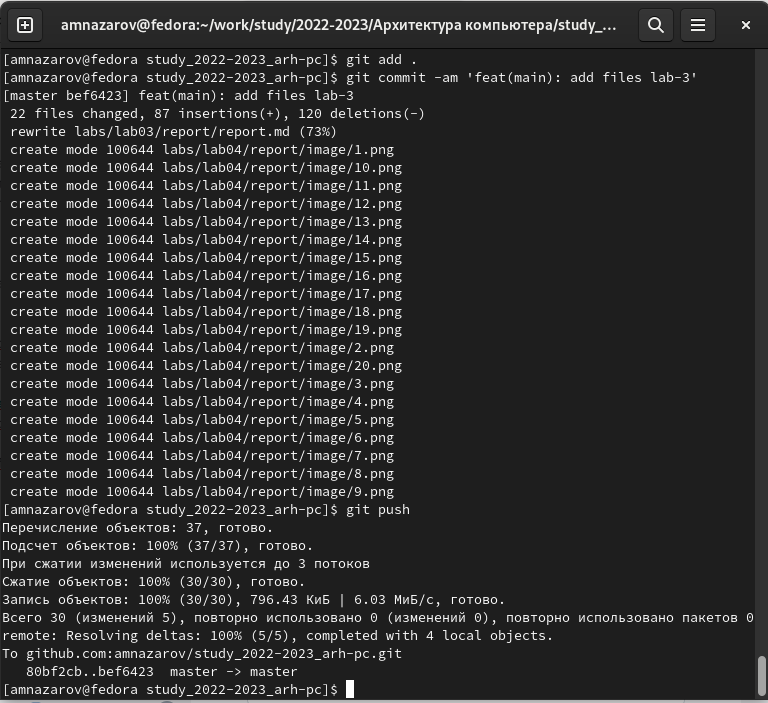 amnazarov@fedora:~/work/study/2022-2023/Архитектура компьютера/study_...
[amnazarov@fedora study_2022-2023_arh-pc]$ git add .
[amnazarov@fedora study_2022-2023_arh-pc]$ git commit -am 'feat(main): add files lab-3'
[master bef6423] feat(main): add files lab-3
 22 files changed, 87 insertions(+), 120 deletions(-)
 rewrite labs/lab03/report/report.md (73%)
 create mode 100644 labs/lab04/report/image/1.png
 create mode 100644 labs/lab04/report/image/10.png
 create mode 100644 labs/lab04/report/image/11.png
 create mode 100644 labs/lab04/report/image/12.png
 create mode 100644 labs/lab04/report/image/13.png
 create mode 100644 labs/lab04/report/image/14.png
 create mode 100644 labs/lab04/report/image/15.png
 create mode 100644 labs/lab04/report/image/16.png
 create mode 100644 labs/lab04/report/image/17.png
 create mode 100644 labs/lab04/report/image/18.png
 create mode 100644 labs/lab04/report/image/19.png
 create mode 100644 labs/lab04/report/image/2.png
 create mode 100644 labs/lab04/report/image/20.png
 create mode 100644 labs/lab04/report/image/3.png
 create mode 100644 labs/lab04/report/image/4.png
 create mode 100644 labs/lab04/report/image/5.png
 create mode 100644 labs/lab04/report/image/6.png
 create mode 100644 labs/lab04/report/image/7.png
 create mode 100644 labs/lab04/report/image/8.png
 create mode 100644 labs/lab04/report/image/9.png
[amnazarov@fedora study_2022-2023_arh-pc]$ git push
Перечисление объектов: 37, готово.
Подсчет объектов: 100% (37/37), готово.
При сжатии изменений используется до 3 потоков
Сжатие объектов: 100% (30/30), готово.
Запись объектов: 100% (30/30), 796.43 КиБ | 6.03 МиБ/с, готово.
Всего 30 (изменений 5), повторно использовано 0 (изменений 0), повторно использовано пакетов 0
remote: Resolving deltas: 100% (5/5), completed with 4 local objects.
To github.com:amnazarov/study_2022-2023_arh-pc.git
   80bf2cb..bef6423  master -> master
[amnazarov@fedora study_2022-2023_arh-pc]$